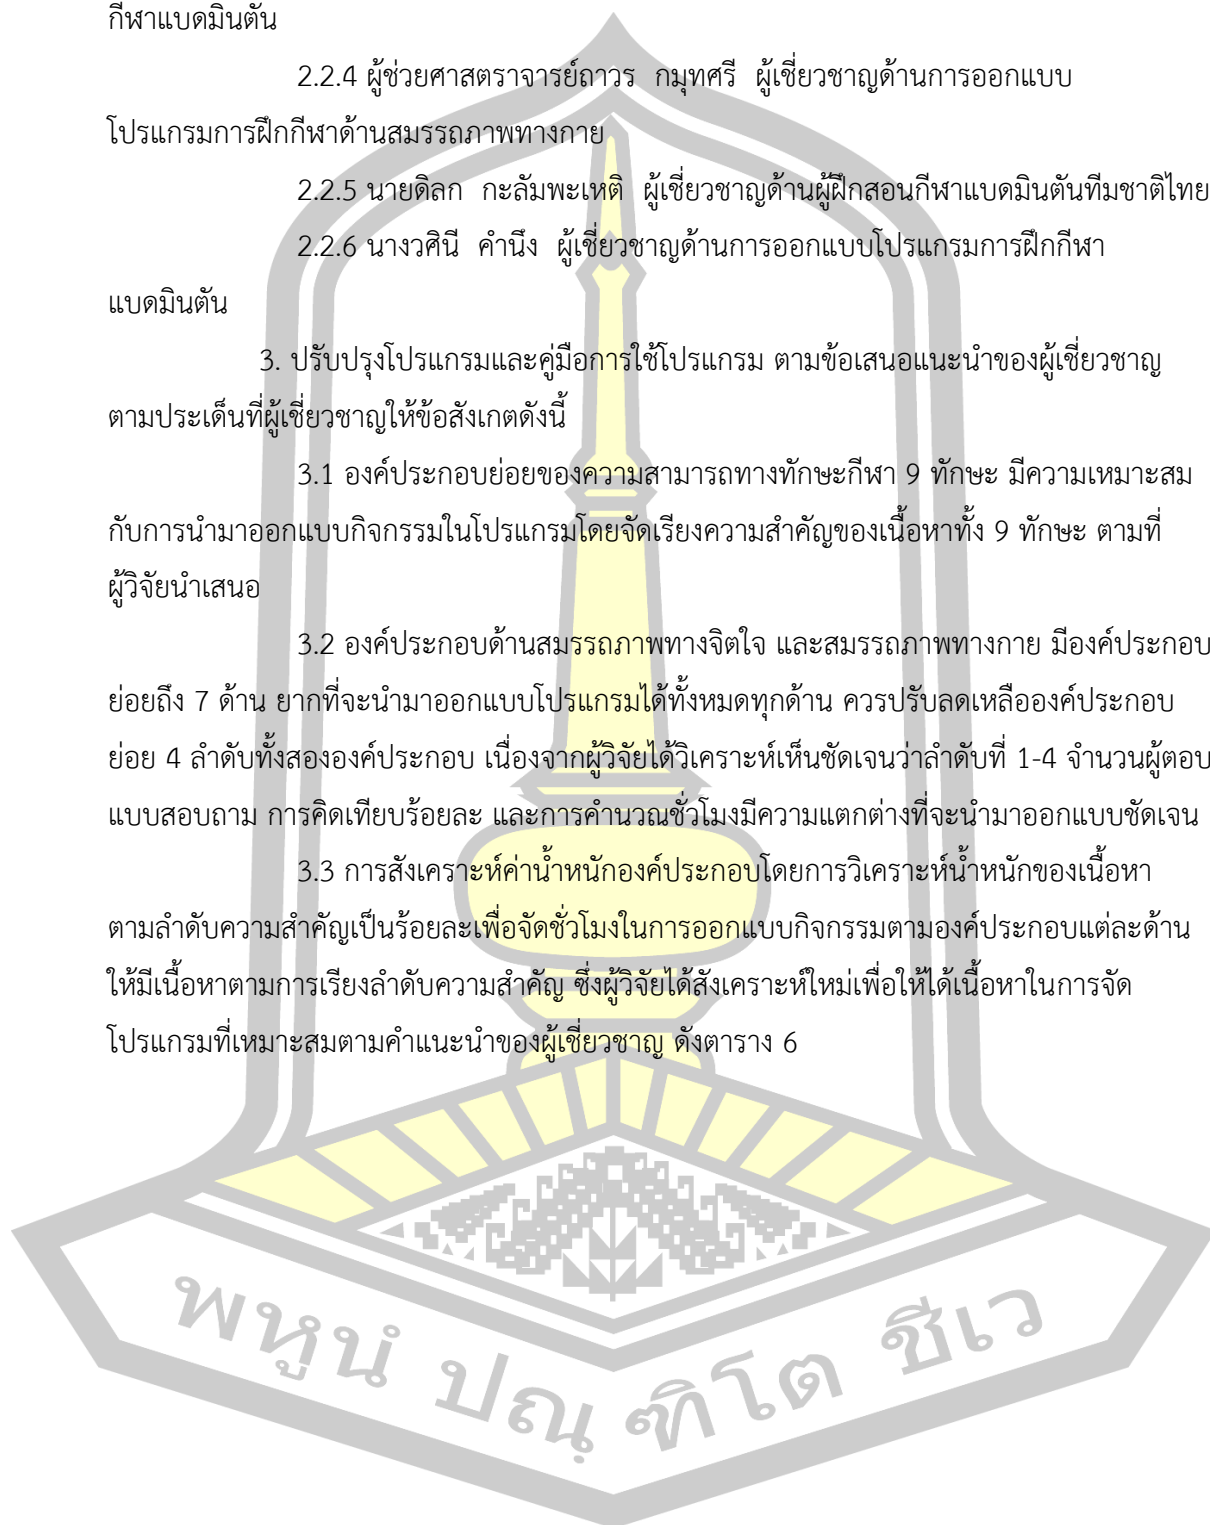 กีฬาแบดมินตัน
2.2.4 ผู้ช่วยศาสตราจารย์ถาวร กมุทศรี ผู้เชี่ยวชาญด้านการออกแบบ
โปรแกรมการฝึกกีฬาด้านสมรรถภาพทางกาย
2.2.5 นายดิลก กะลัมพะเหติ ผู้เชี่ยวชาญด้านผู้ฝึกสอนกีฬาแบดมินตันทีมชาติไทย
2.2.6 นางวศินี คำนึง ผู้เชี่ยวชาญด้านการออกแบบโปรแกรมการฝึกกีฬา
แบดมินตัน
3. ปรับปรุงโปรแกรมและคู่มือการใช้โปรแกรม ตามข้อเสนอแนะนำของผู้เชี่ยวชาญ
ตามประเด็นที่ผู้เชี่ยวชาญให้ข้อสังเกตดังนี้
3.1 องค์ประกอบย่อยของความสามารถทางทักษะกีฬา 9 ทักษะ มีความเหมาะสม
กับการนำมาออกแบบกิจกรรมในโปรแกรมโดยจัดเรียงความสำคัญของเนื้อหาทั้ง 9 ทักษะ ตามที่
ผู้วิจัยนำเสนอ
3.2 องค์ประกอบด้านสมรรถภาพทางจิตใจ และสมรรถภาพทางกาย มีองค์ประกอบ
ย่อยถึง 7 ด้าน ยากที่จะนำมาออกแบบโปรแกรมได้ทั้งหมดทุกด้าน ควรปรับลดเหลือองค์ประกอบ
ย่อย 4 ลำดับทั้งสององค์ประกอบ เนื่องจากผู้วิจัยได้วิเคราะห์เห็นชัดเจนว่าลำดับที่ 1-4 จำนวนผู้ตอบ
แบบสอบถาม การคิดเทียบร้อยละ และการคำนวณชั่วโมงมีความแตกต่างที่จะนำมาออกแบบชัดเจน
3.3 การสังเคราะห์ค่าน้ำหนักองค์ประกอบโดยการวิเคราะห์น้ำหนักของเนื้อหา
ตามลำดับความสำคัญเป็นร้อยละเพื่อจัดชั่วโมงในการออกแบบกิจกรรมตามองค์ประกอบแต่ละด้าน
ให้มีเนื้อหาตามการเรียงลำดับความสำคัญ ซึ่งผู้วิจัยได้สังเคราะห์ใหม่เพื่อให้ได้เนื้อหาในการจัด
โปรแกรมที่เหมาะสมตามคำแนะนำของผู้เชี่ยวชาญ ดังตาราง 6
พหูนํ ปณฺฑิโต ชีเว